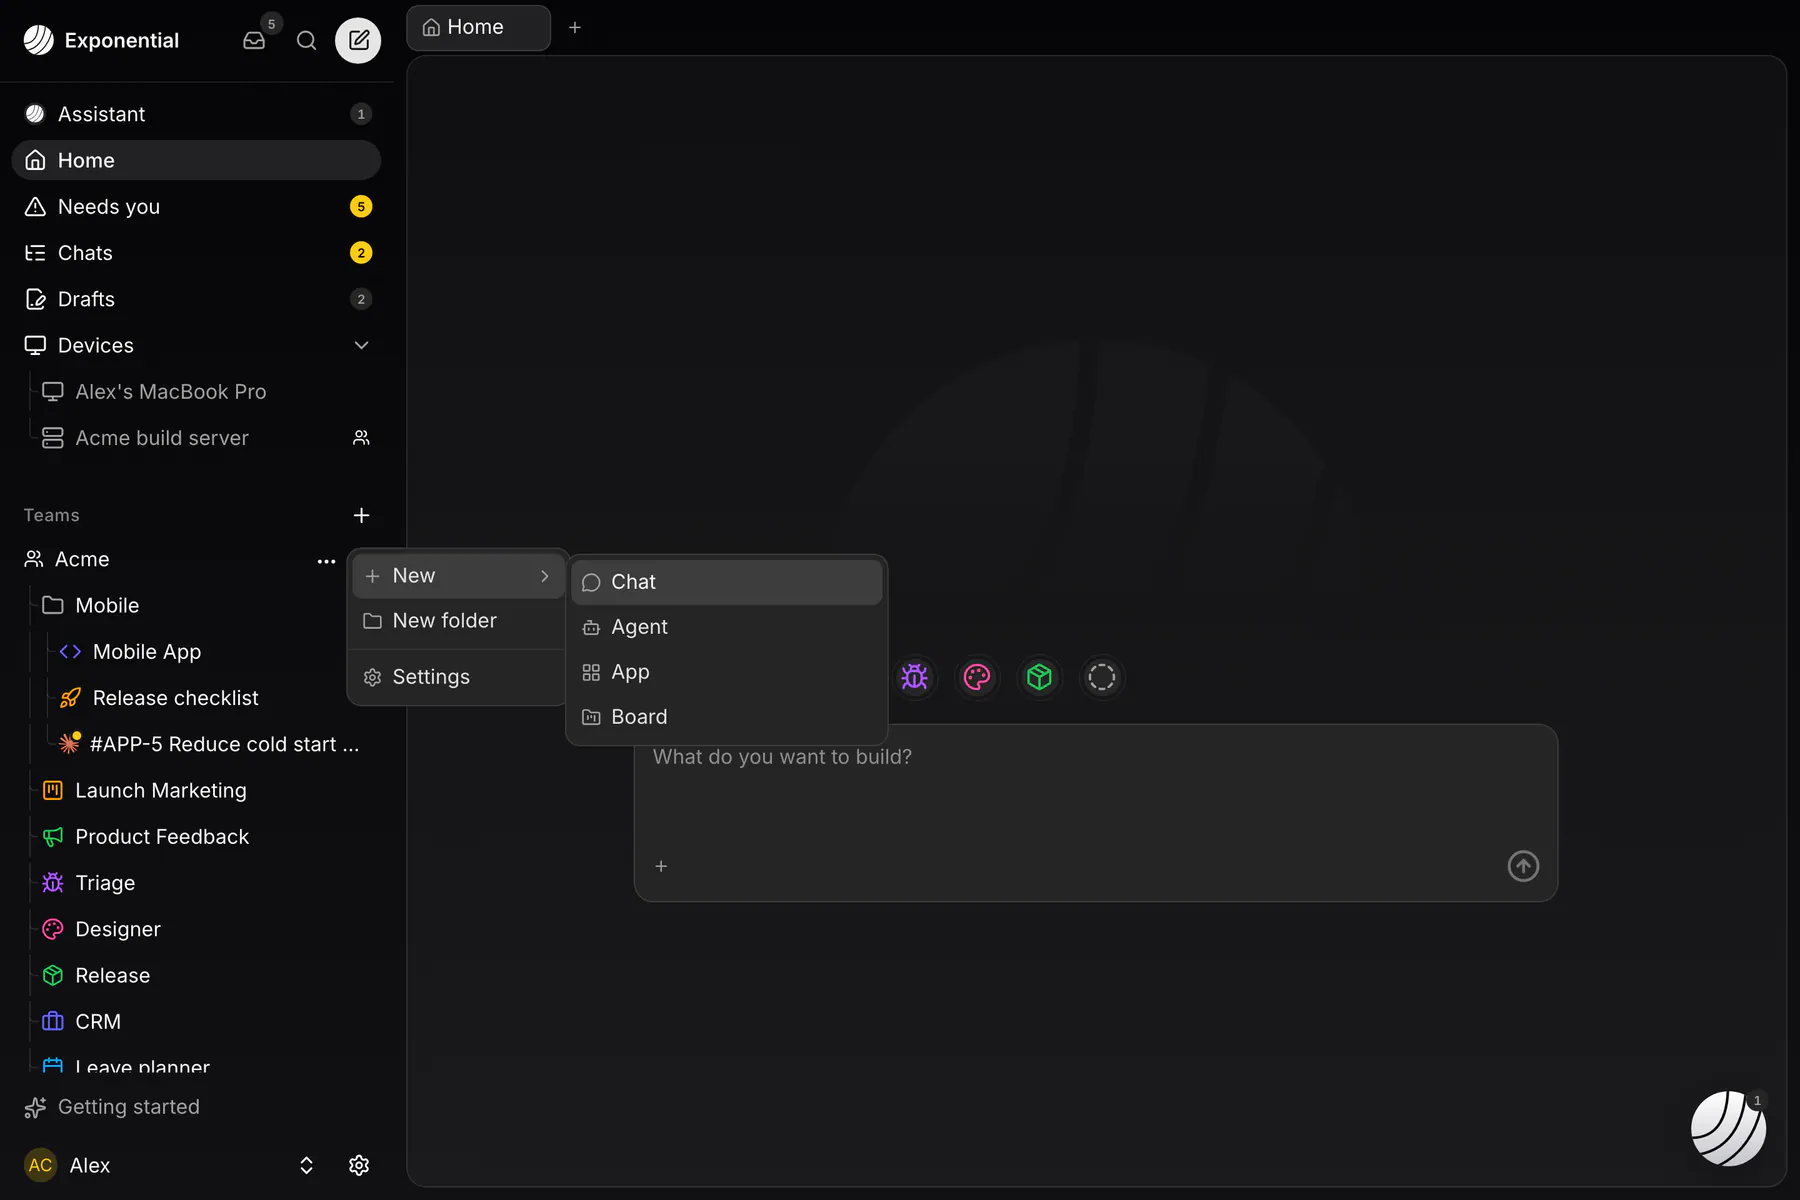 Exponential
5
Home
Assistant
1
Home
Needs you
5
Chats
2
Drafts
2
Devices
Alex's MacBook Pro
Acme build server
Teams
Acme
Mobile
Mobile App
Release checklist
#APP-5 Reduce cold start ...
Launch Marketing
Product Feedback
Triage
Designer
Release
CRM
Leave planner
Getting started
AC
Alex
New
New folder
Settings
Chat
Agent
App
Board
What do you want to build?
1